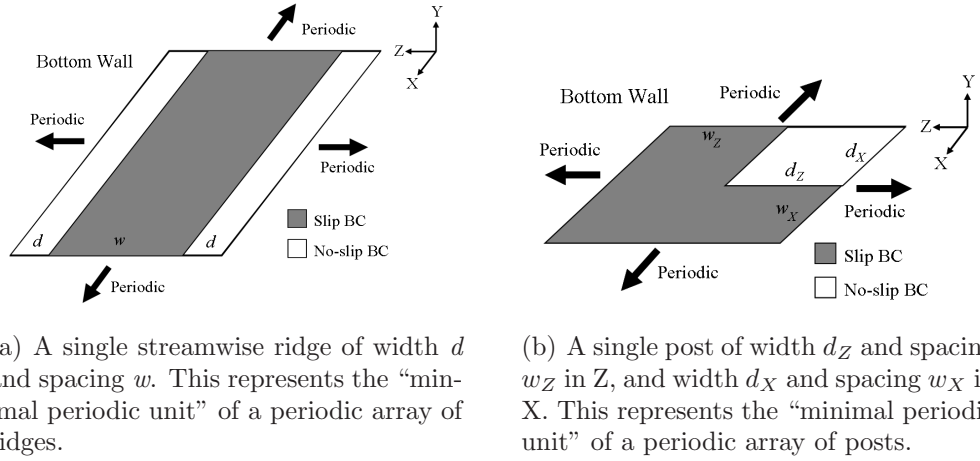 Periodic
Y
Z
X
Bottom Wall
Periodic
Periodic
Slip BC
No-slip BC
d
w
d
Periodic
Bottom Wall
Periodic
Y
Z
X
w_Z
d_X
d_Z
Periodic
w_X
Periodic
Slip BC
No-slip BC
Periodic
a) A single streamwise ridge of width d
nd spacing w. This represents the “min-
mal periodic unit” of a periodic array of
idges.
(b) A single post of width d_Z and spacin
w_Z in Z, and width d_X and spacing w_X i
X. This represents the “minimal periodi
unit” of a periodic array of posts.